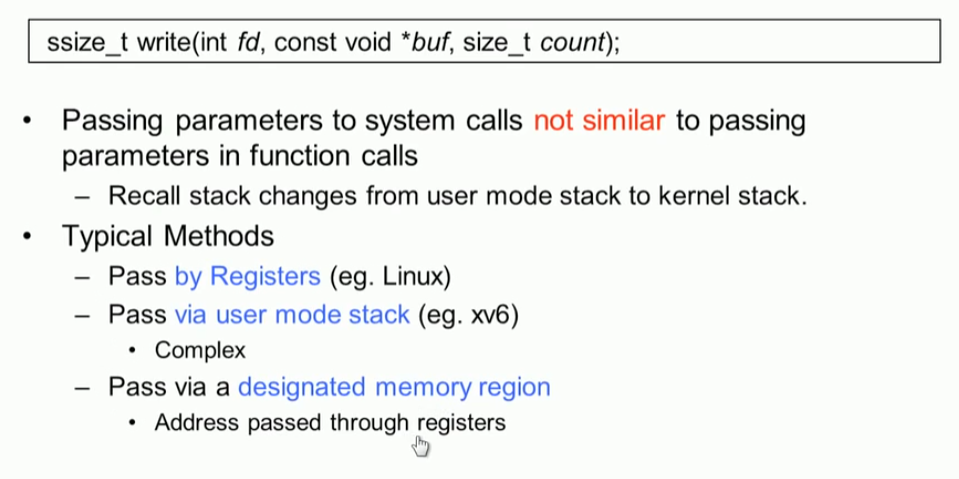 ssize_t write(int fd, const void *buf, size_t count);
• Passing parameters to system calls not similar to passing
parameters in function calls
– Recall stack changes from user mode stack to kernel stack.
• Typical Methods
– Pass by Registers (eg. Linux)
– Pass via user mode stack (eg. xv6)
• Complex
– Pass via a designated memory region
• Address passed through registers